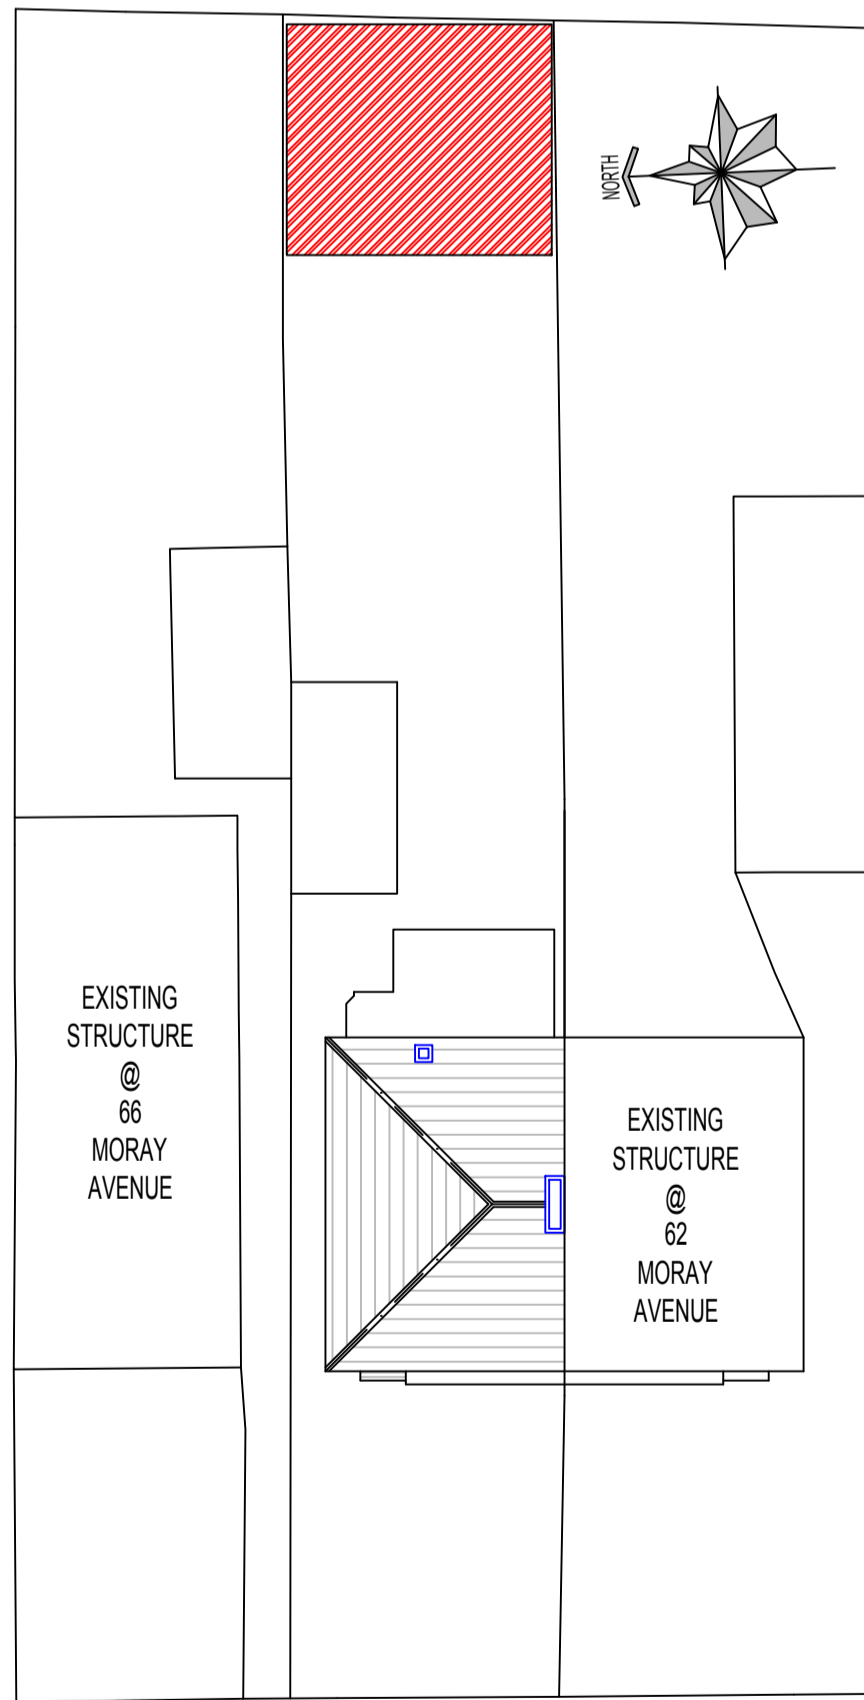 NORTH
EXISTING
STRUCTURE
@
66
MORAY
AVENUE
EXISTING
STRUCTURE
@
62
MORAY
AVENUE